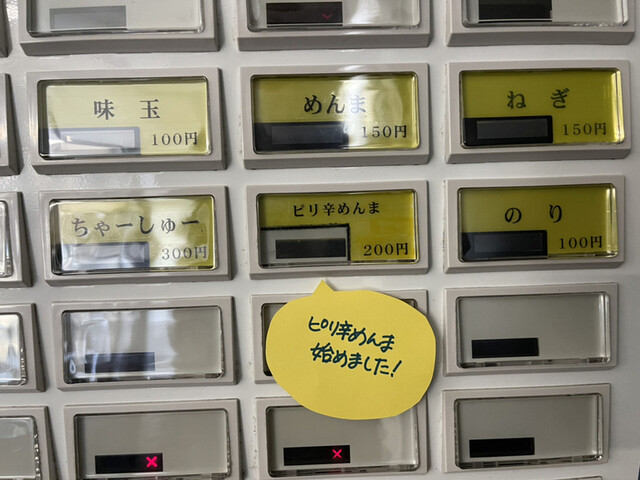 味玉
100円
めんま
150円
ねぎ
150円
ちゃーしゅー
300円
ピリ辛めんま
200円
のり
100円
ピリ辛めんま
始めました!